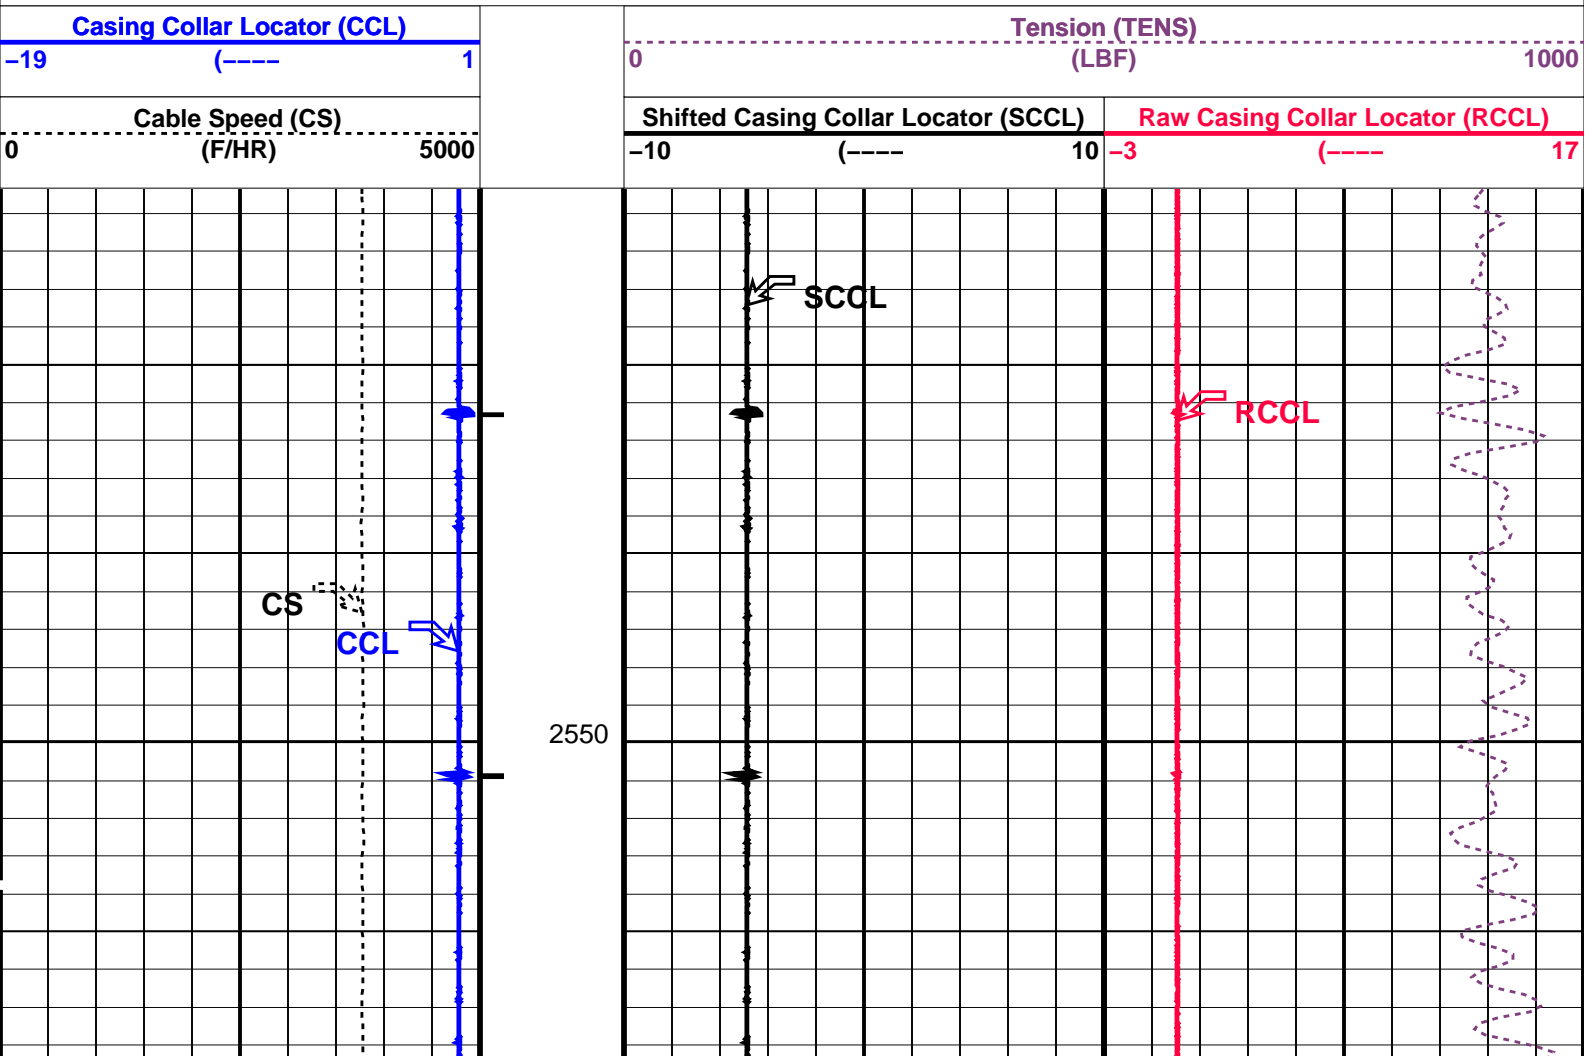 Casing Collar Locator (CCL)
−19 (−−−− 1
Tension (TENS)
0 (LBF) 1000
Cable Speed (CS)
0 (F/HR) 5000
Shifted Casing Collar Locator (SCCL)
−10 (−−−− 10
Raw Casing Collar Locator (RCCL)
−3 (−−−− 17
SCCL
RCCL
CS
CCL
2550